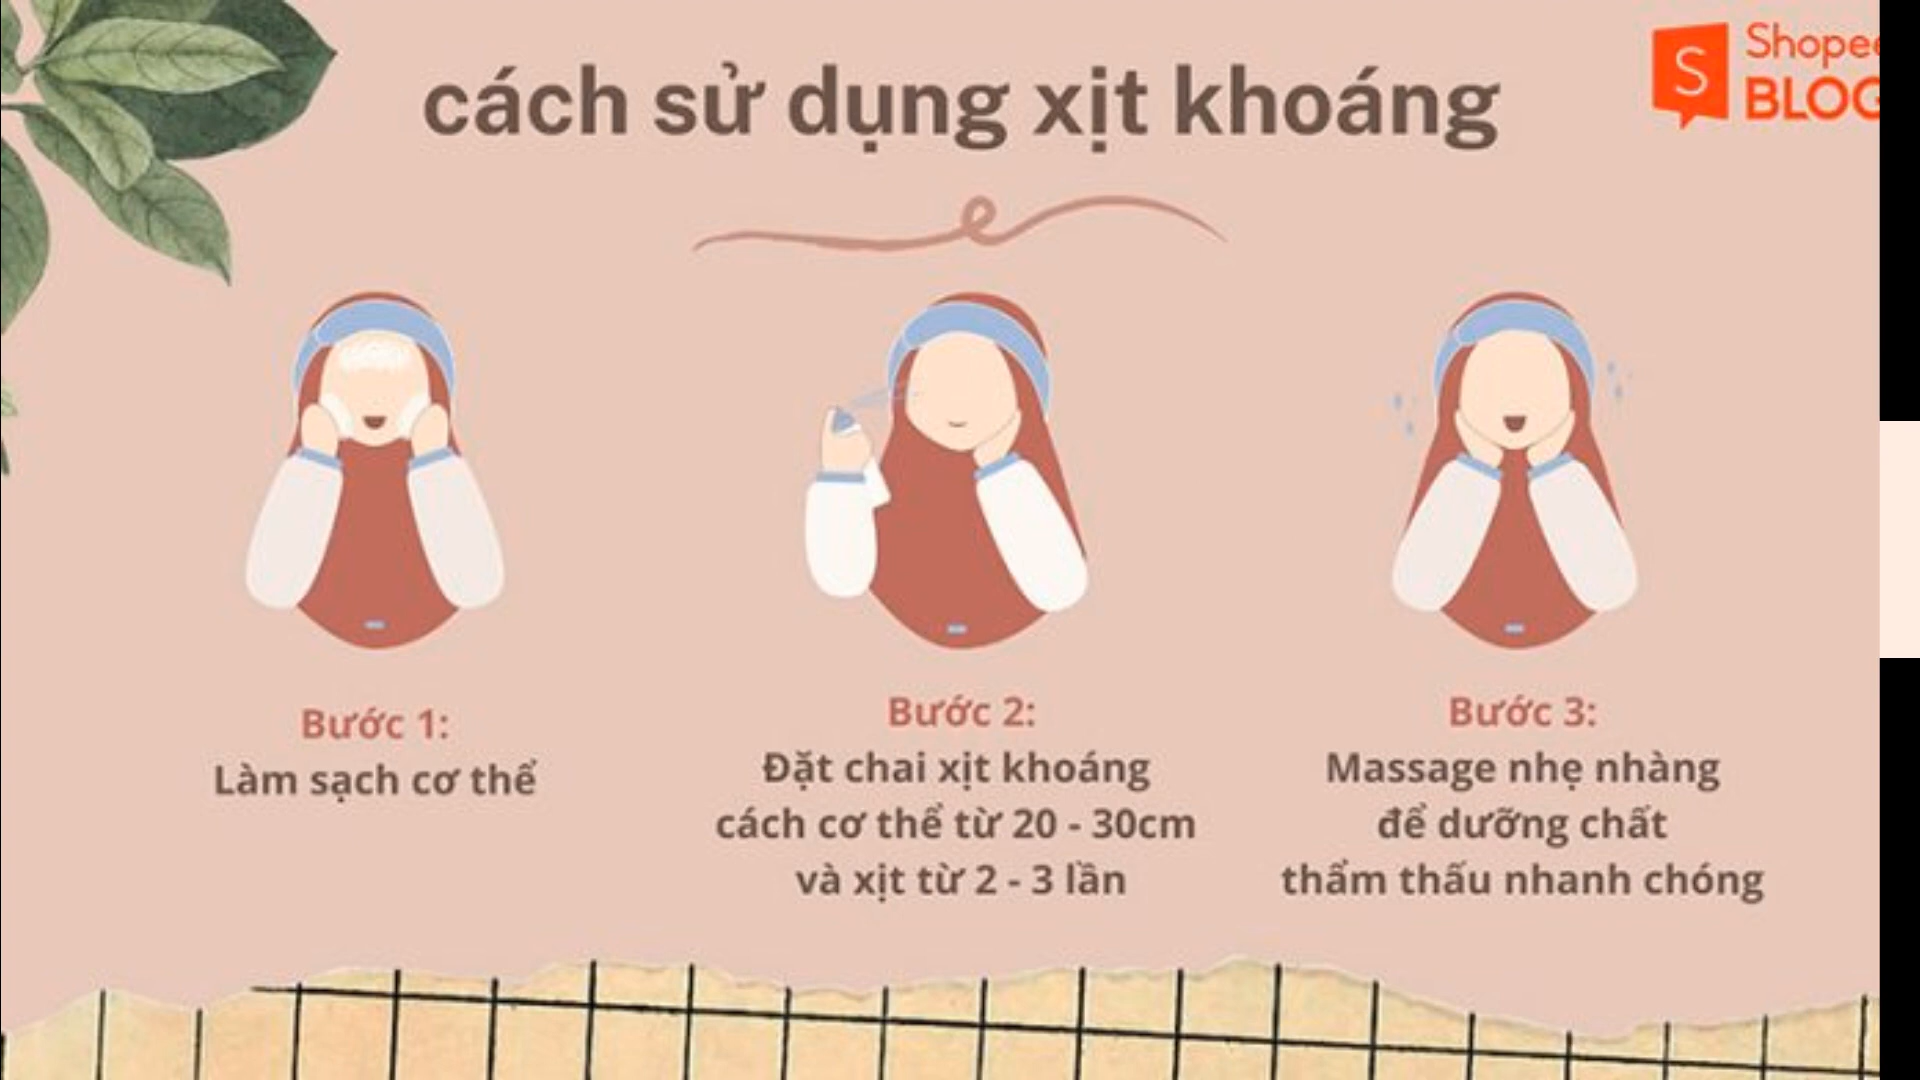 cách sử dụng xịt khoáng
Shopee
BLOG
Bước 1:
Làm sạch cơ thể
Bước 2:
Đặt chai xịt khoáng
cách cơ thể từ 20 - 30cm
và xịt từ 2 - 3 lần
Bước 3:
Massage nhẹ nhàng
để dưỡng chất
thẩm thấu nhanh chóng